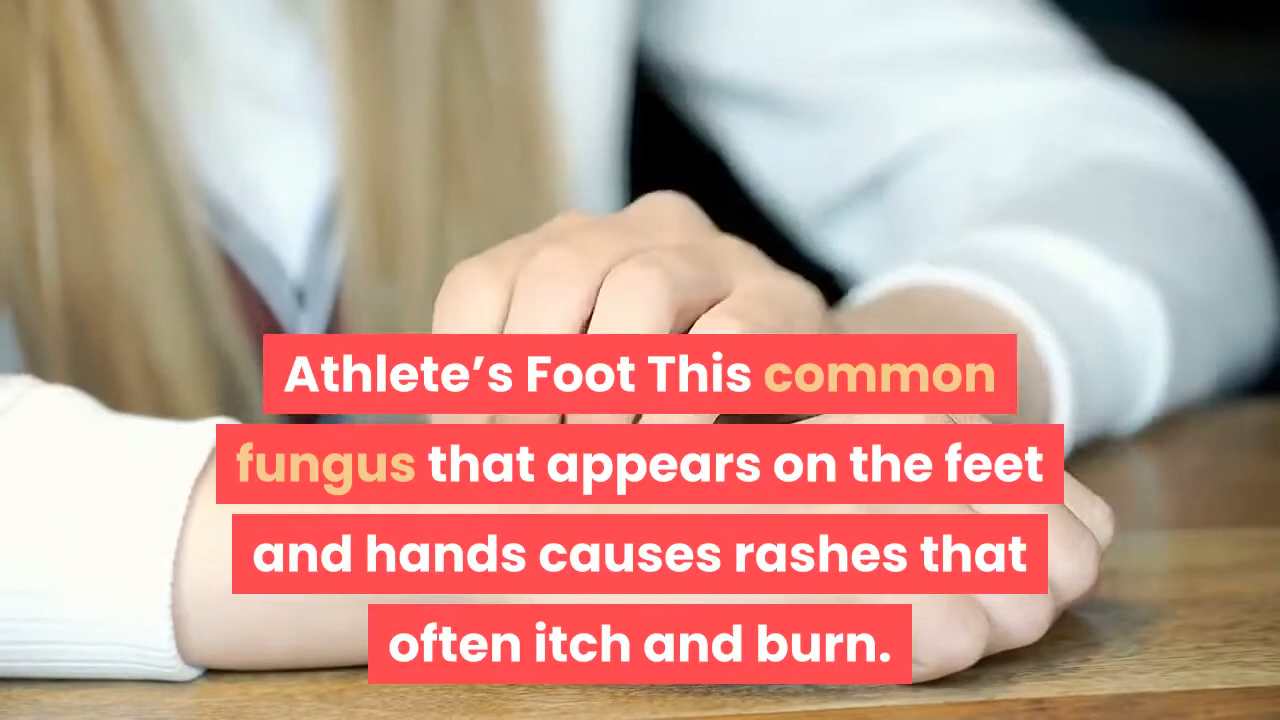 Athlete’s Foot This common
fungus that appears on the feet
and hands causes rashes that
often itch and burn.